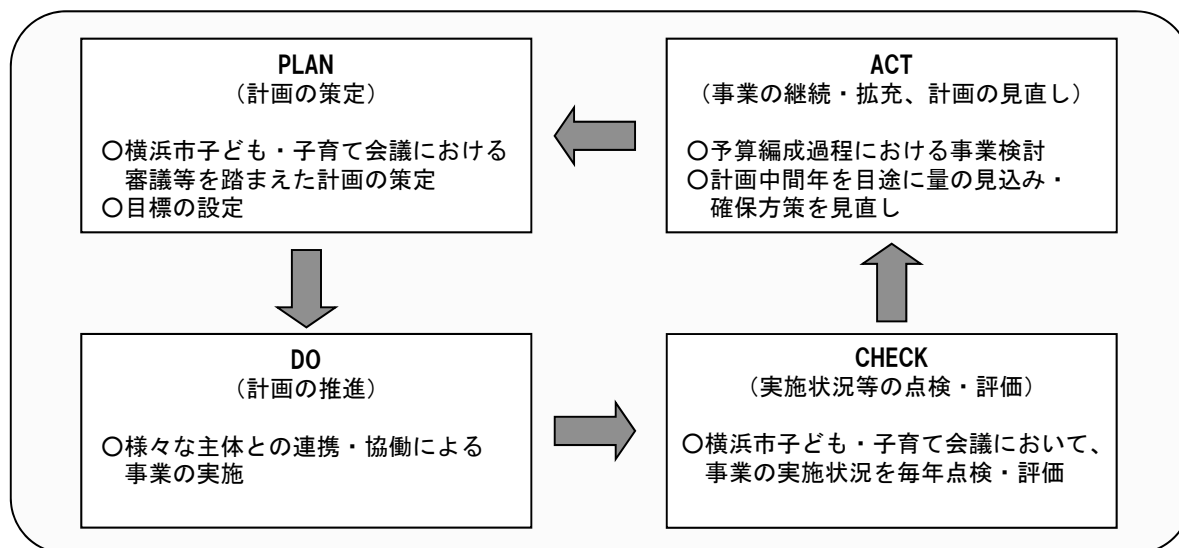 PLAN
（計画の策定）
〇横浜市子ども・子育て会議における
審議等を踏まえた計画の策定
〇目標の設定
DO
（計画の推進）
〇様々な主体との連携・協働による
事業の実施
CHECK
（実施状況等の点検・評価）
〇横浜市子ども・子育て会議において、
事業の実施状況を毎年点検・評価
ACT
（事業の継続・拡充、計画の見直し）
〇予算編成過程における事業検討
〇計画中間年を目途に量の見込み・
確保方策を見直し